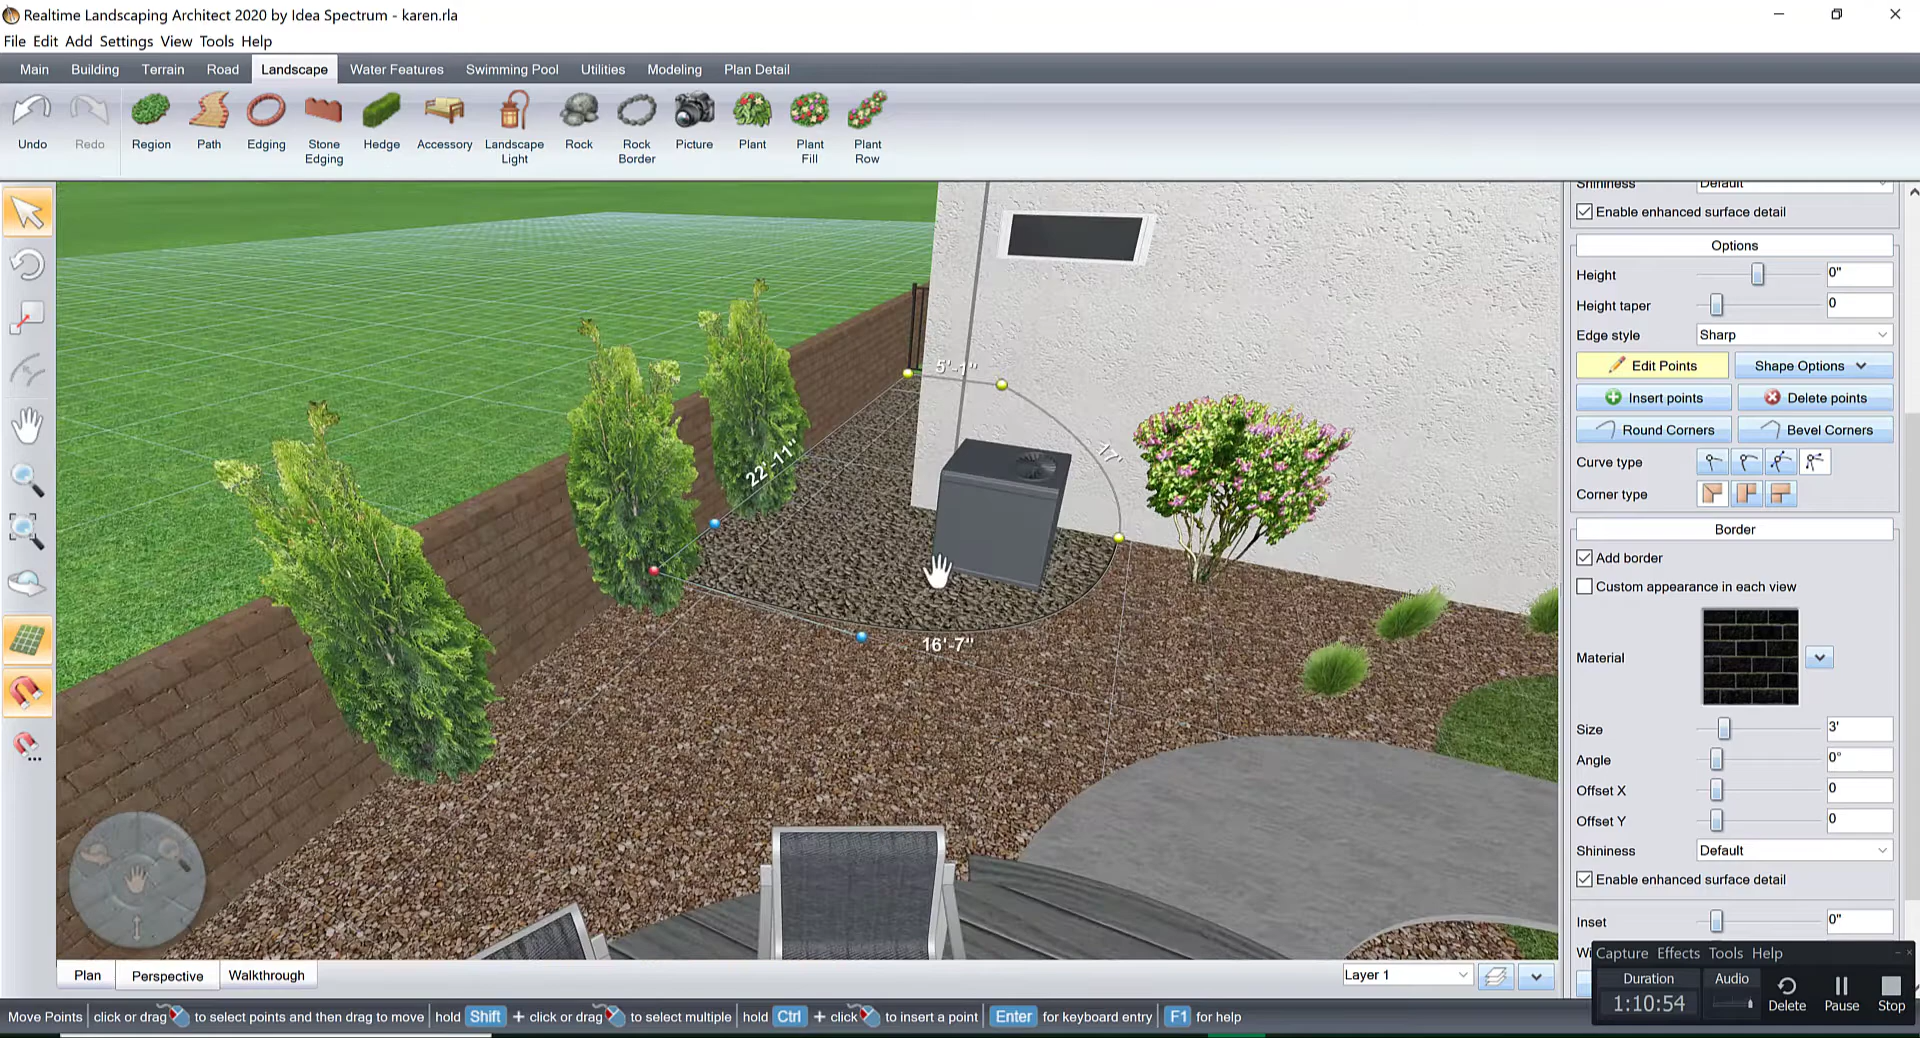 Realtime Landscaping Architect 2020 by Idea Spectrum - karen.rla
File Edit Add Settings View Tools Help
Main Building Terrain Road Landscape Water Features Swimming Pool Utilities Modeling Plan Detail
Undo Redo Region Path Edging Stone Edging Hedge Accessory Landscape Light Rock Rock Border Picture Plant Plant Fill Plant Row
5'-1"
22'-11"
17'
16'-7"
Shininess Default
Enable enhanced surface detail
Options
Height 0"
Height taper 0
Edge style Sharp
Edit Points Shape Options
Insert points Delete points
Round Corners Bevel Corners
Curve type
Corner type
Border
Add border
Custom appearance in each view
Material
Size 3'
Angle 0°
Offset X 0
Offset Y 0
Shininess Default
Enable enhanced surface detail
Inset 0"
Capture Effects Tools Help
Duration Audio
1:10:54 Delete Pause Stop
Plan Perspective Walkthrough Layer 1
Move Points click or drag to select points and then drag to move hold Shift + click or drag to select multiple hold Ctrl + click to insert a point Enter for keyboard entry F1 for help